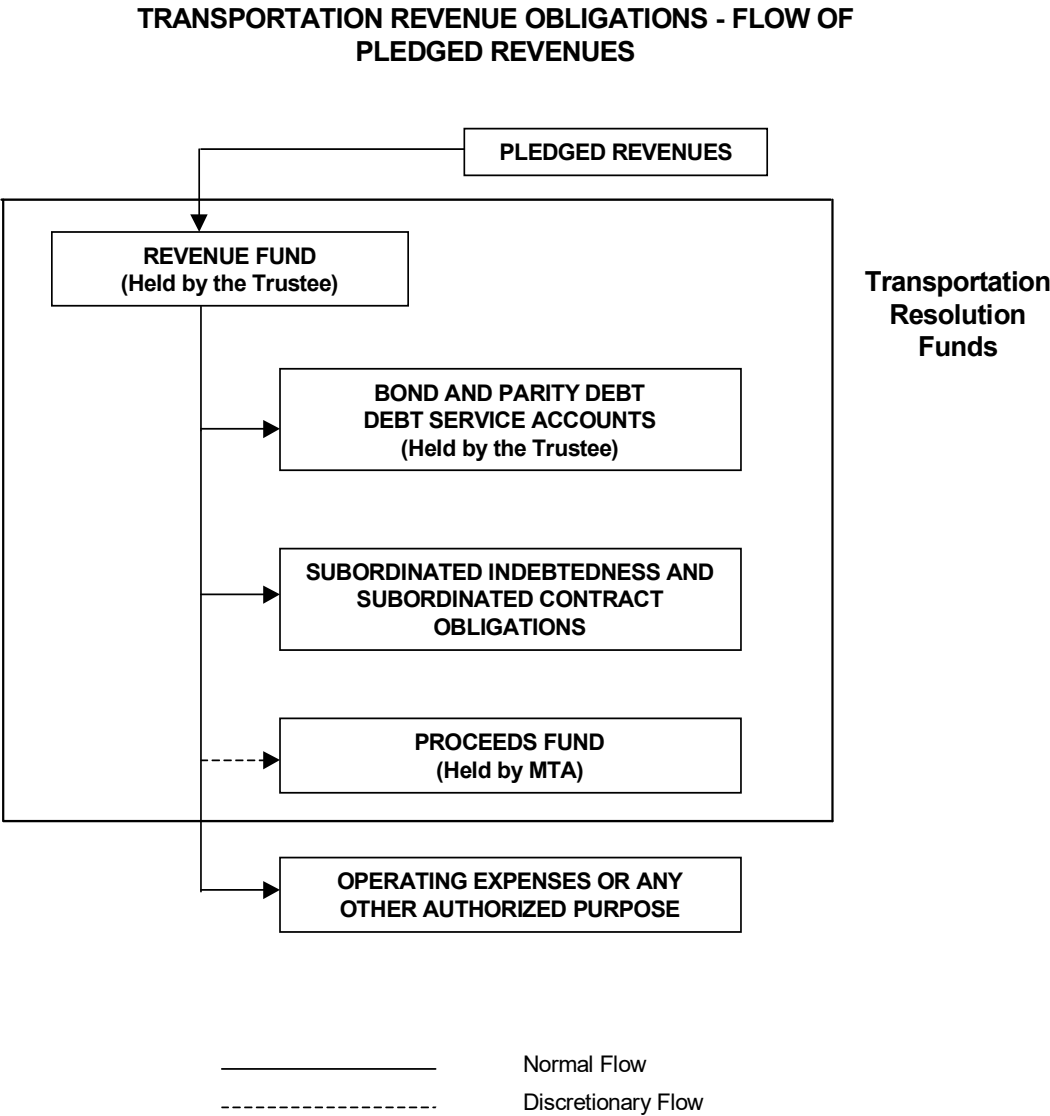 TRANSPORTATION REVENUE OBLIGATIONS - FLOW OF
PLEDGED REVENUES
PLEDGED REVENUES
REVENUE FUND
(Held by the Trustee)
Transportation
Resolution
Funds
BOND AND PARITY DEBT
DEBT SERVICE ACCOUNTS
(Held by the Trustee)
SUBORDINATED INDEBTEDNESS AND
SUBORDINATED CONTRACT
OBLIGATIONS
PROCEEDS FUND
(Held by MTA)
OPERATING EXPENSES OR ANY
OTHER AUTHORIZED PURPOSE
Normal Flow
Discretionary Flow